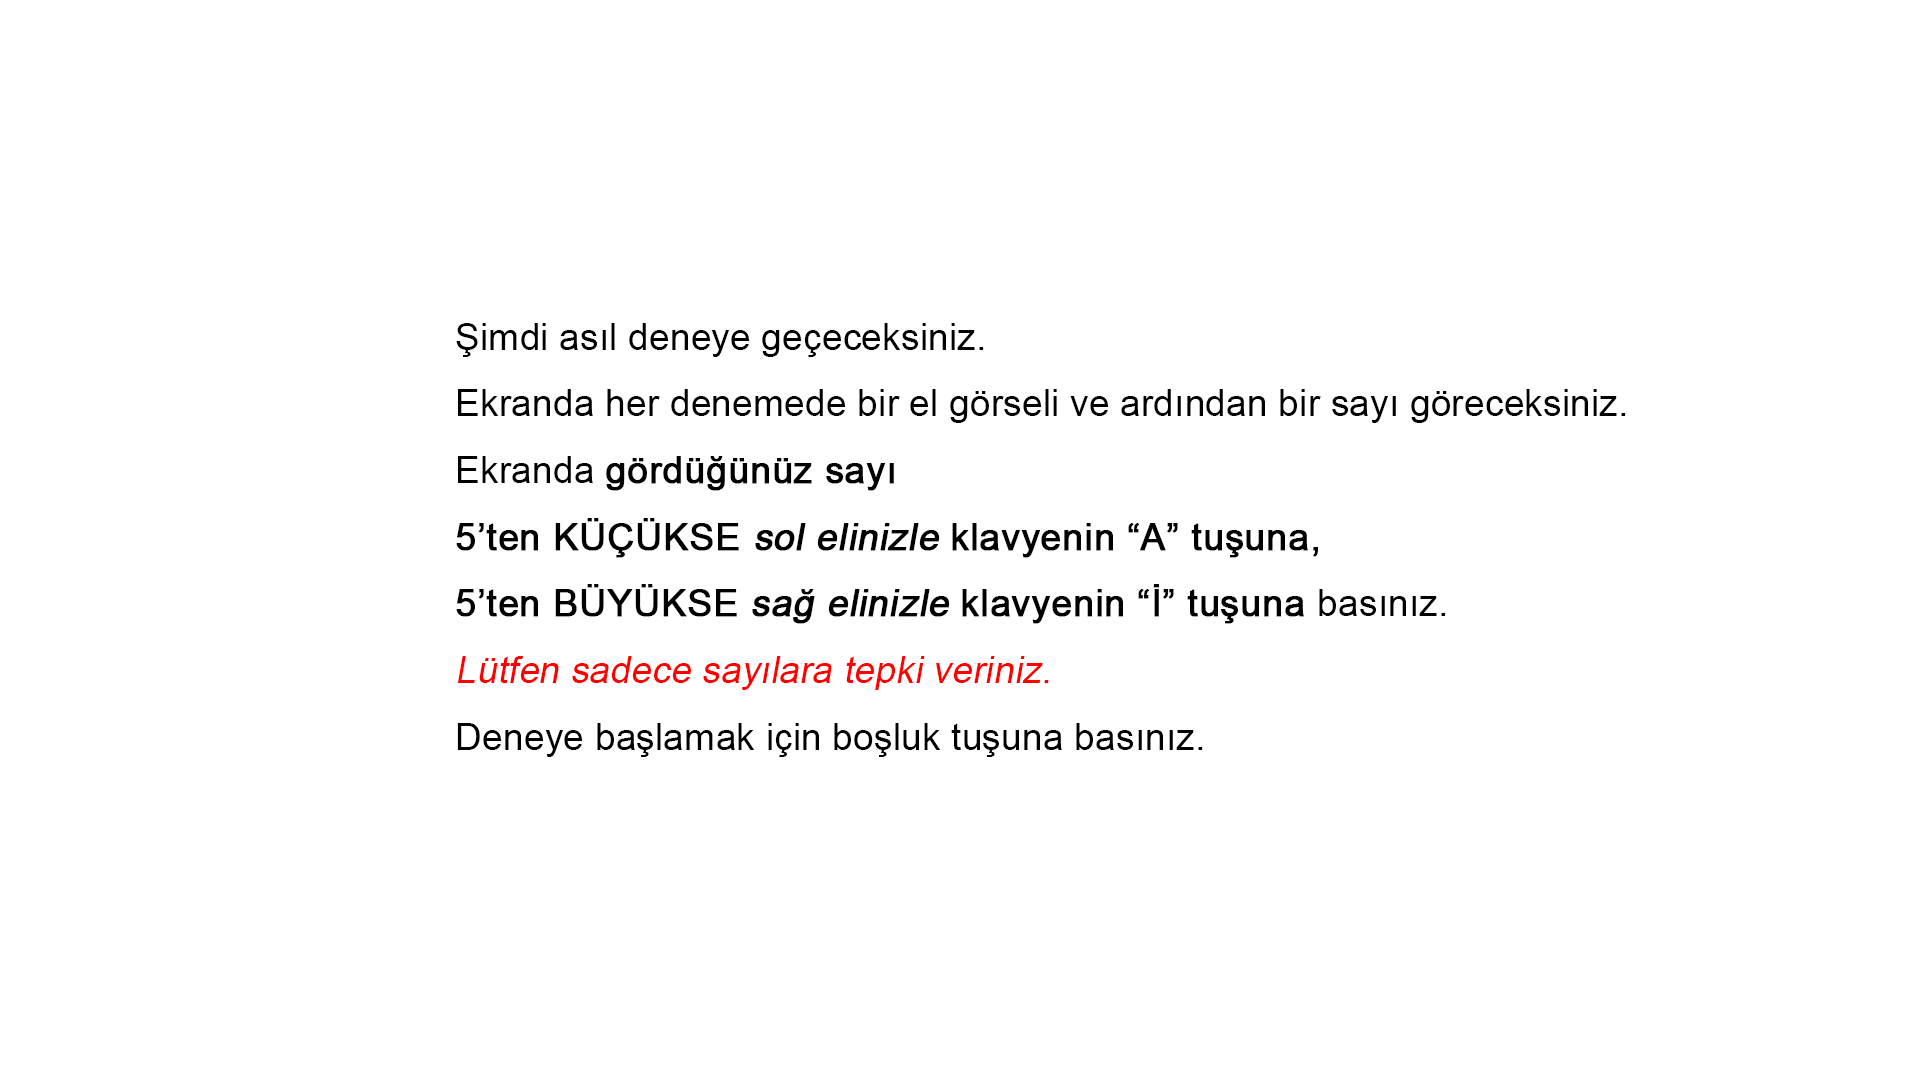 Şimdi asıl deneye geçeceksiniz.
Ekranda her denemede bir el görseli ve ardından bir sayı göreceksiniz.
Ekranda gördüğünüz sayı
5’ten KÜÇÜKSE sol elinizle klavyenin “A” tuşuna,
5’ten BÜYÜKSE sağ elinizle klavyenin “İ” tuşuna basınız.
Lütfen sadece sayılara tepki veriniz.
Deneye başlamak için boşluk tuşuna basınız.